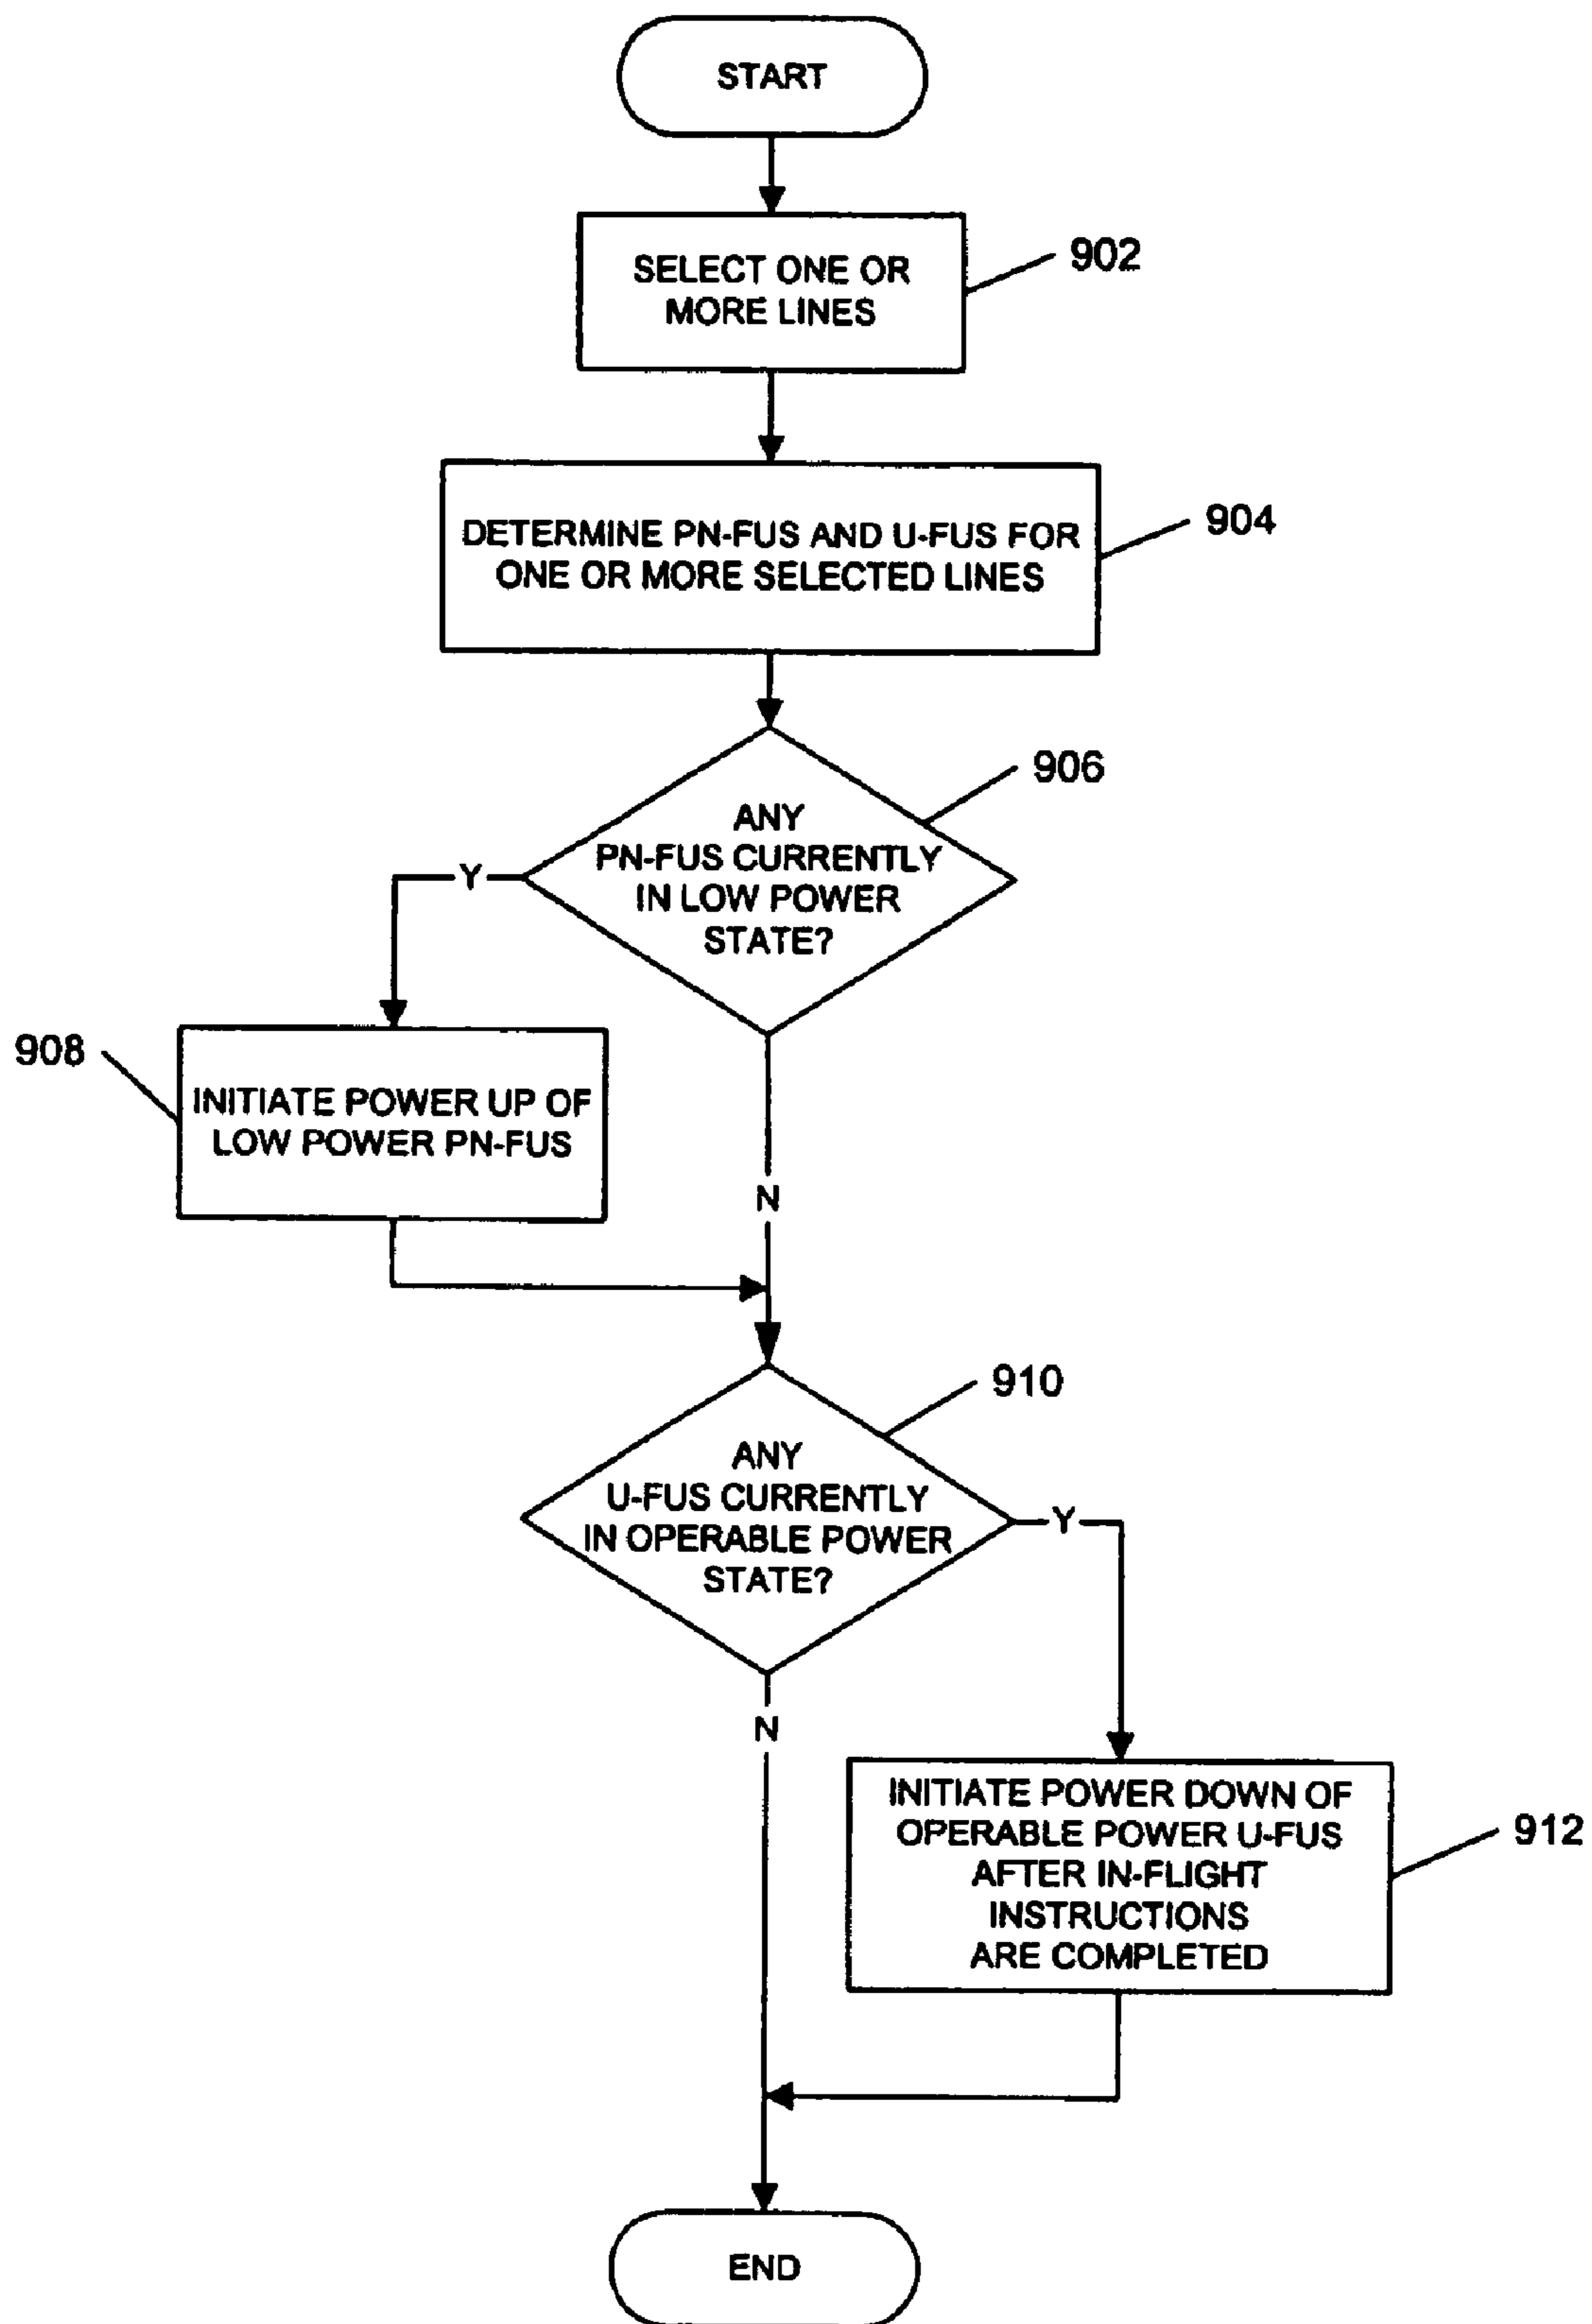 START
SELECT ONE OR
MORE LINES
902
DETERMINE PN-FUS AND U-FUS FOR
ONE OR MORE SELECTED LINES
904
ANY
PN-FUS CURRENTLY
IN LOW POWER
STATE?
906
Y
908
INITIATE POWER UP OF
LOW POWER PN-FUS
N
ANY
U-FUS CURRENTLY
IN OPERABLE POWER
STATE?
910
Y
N
INITIATE POWER DOWN OF
OPERABLE POWER U-FUS
AFTER IN-FLIGHT
INSTRUCTIONS
ARE COMPLETED
912
END